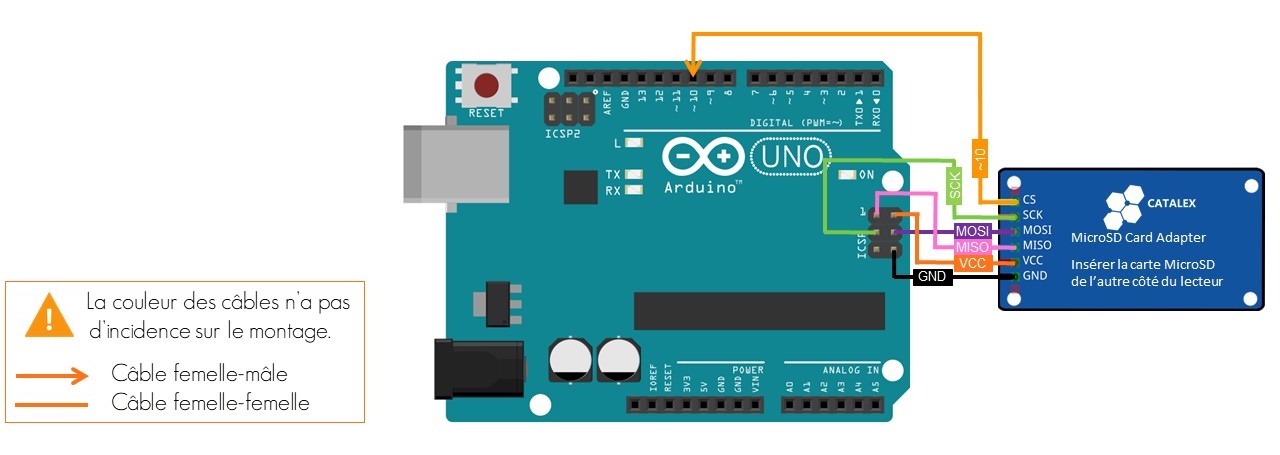 RESET
ICSP2
AREF
GND
13
12
~11
~10
~9
8
7
~6
~5
4
~3
2
TX0▶1
RX0◀0
DIGITAL (PWM=~)
L
TX
RX
Arduino™
UNO
ON
1
ICSP
SCK
~10
MOSI
MISO
VCC
GND
CS
SCK
MOSI
MISO
VCC
GND
CATALEX
MicroSD Card Adapter
Insérer la carte MicroSD
de l'autre côté du lecteur
La couleur des câbles n'a pas
d'incidence sur le montage.
Câble femelle-mâle
Câble femelle-femelle
IOREF
RESET
3V3
5V
GND
GND
VIN
POWER
ANALOG IN
A0
A1
A2
A3
A4
A5